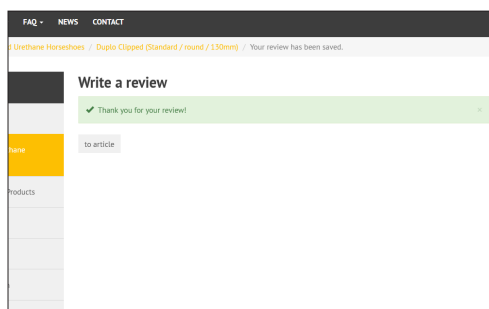 FAQ NEWS CONTACT
d Urethane Horseshoes / Duplo Clipped (Standard / round / 130mm) / Your review has been saved.
Write a review
Thank you for your review! ×
to article
hane
Products